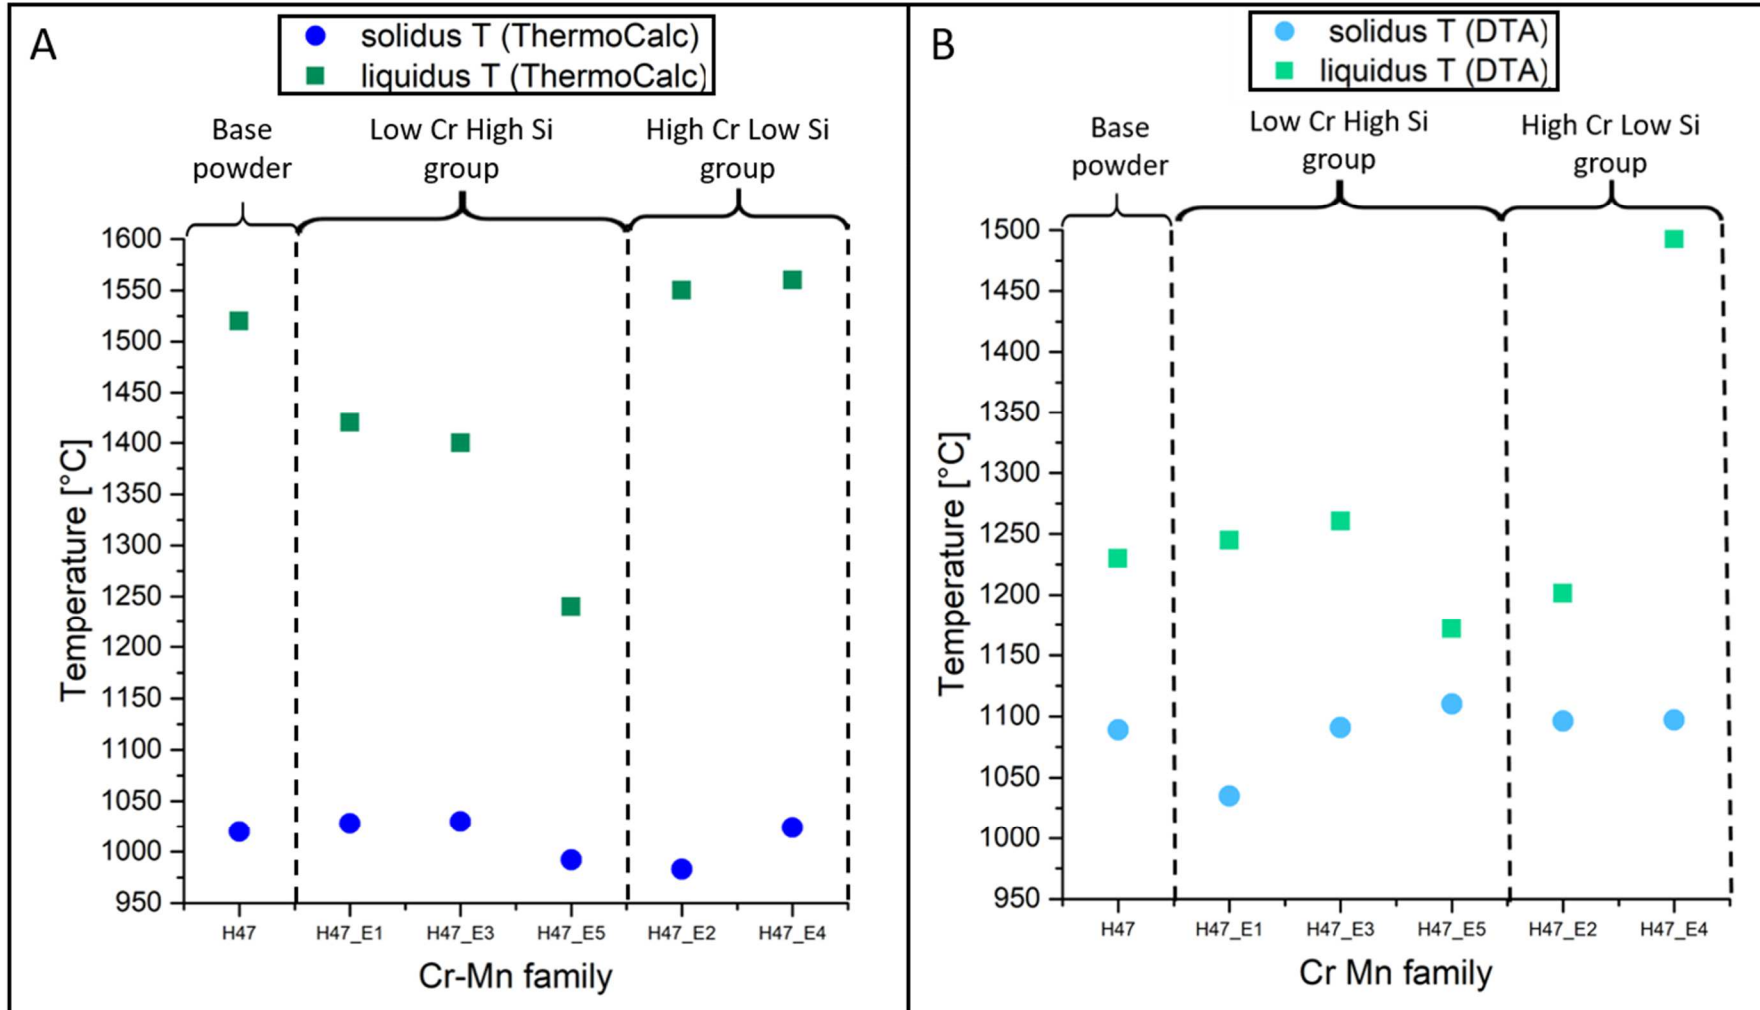 A
solidus T (ThermoCalc)
liquidus T (ThermoCalc)
Base
powder
Low Cr High Si
group
High Cr Low Si
group
Temperature [°C]
1600
1550
1500
1450
1400
1350
1300
1250
1200
1150
1100
1050
1000
950
H47
H47_E1
H47_E3
H47_E5
H47_E2
H47_E4
Cr-Mn family
B
solidus T (DTA)
liquidus T (DTA)
Base
powder
Low Cr High Si
group
High Cr Low Si
group
Temperature [°C]
1500
1450
1400
1350
1300
1250
1200
1150
1100
1050
1000
950
H47
H47_E1
H47_E3
H47_E5
H47_E2
H47_E4
Cr Mn family